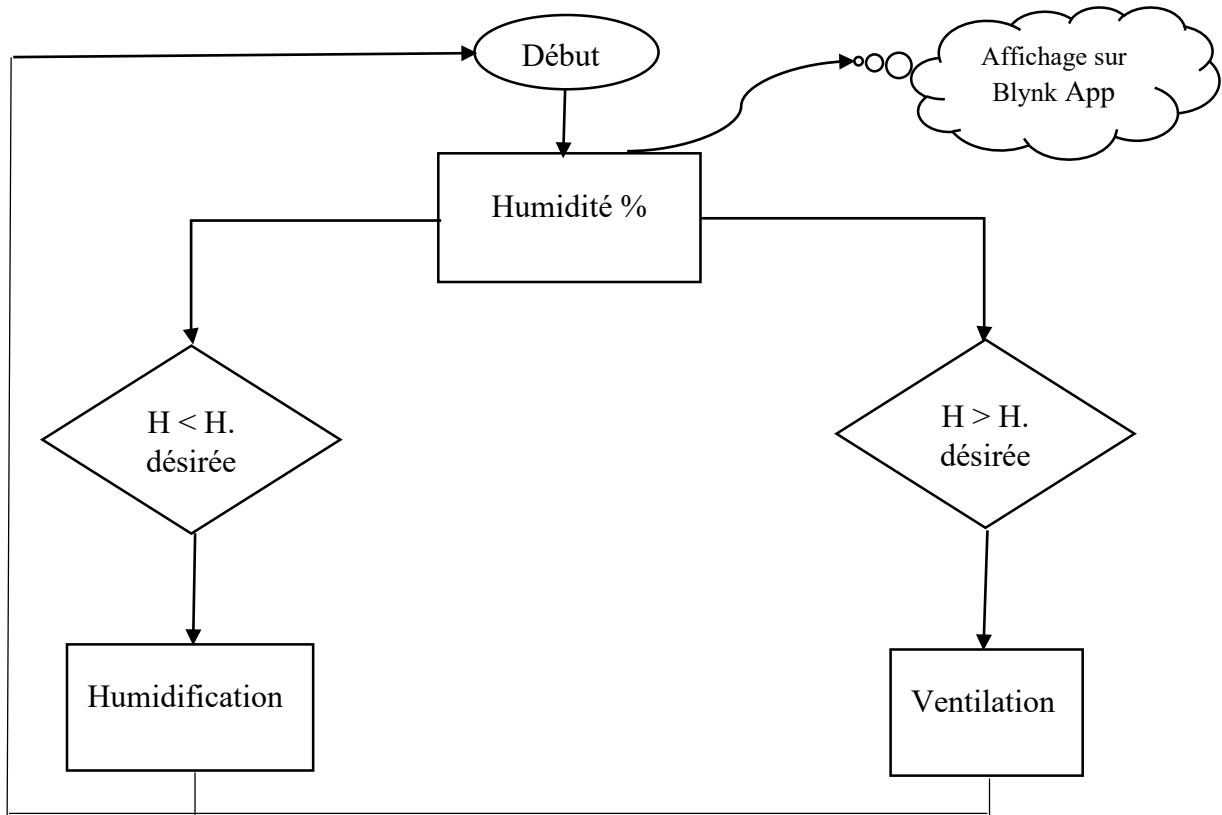 Début
Affichage sur
Blynk App
Humidité %
H < H.
désirée
H > H.
désirée
Humidification
Ventilation